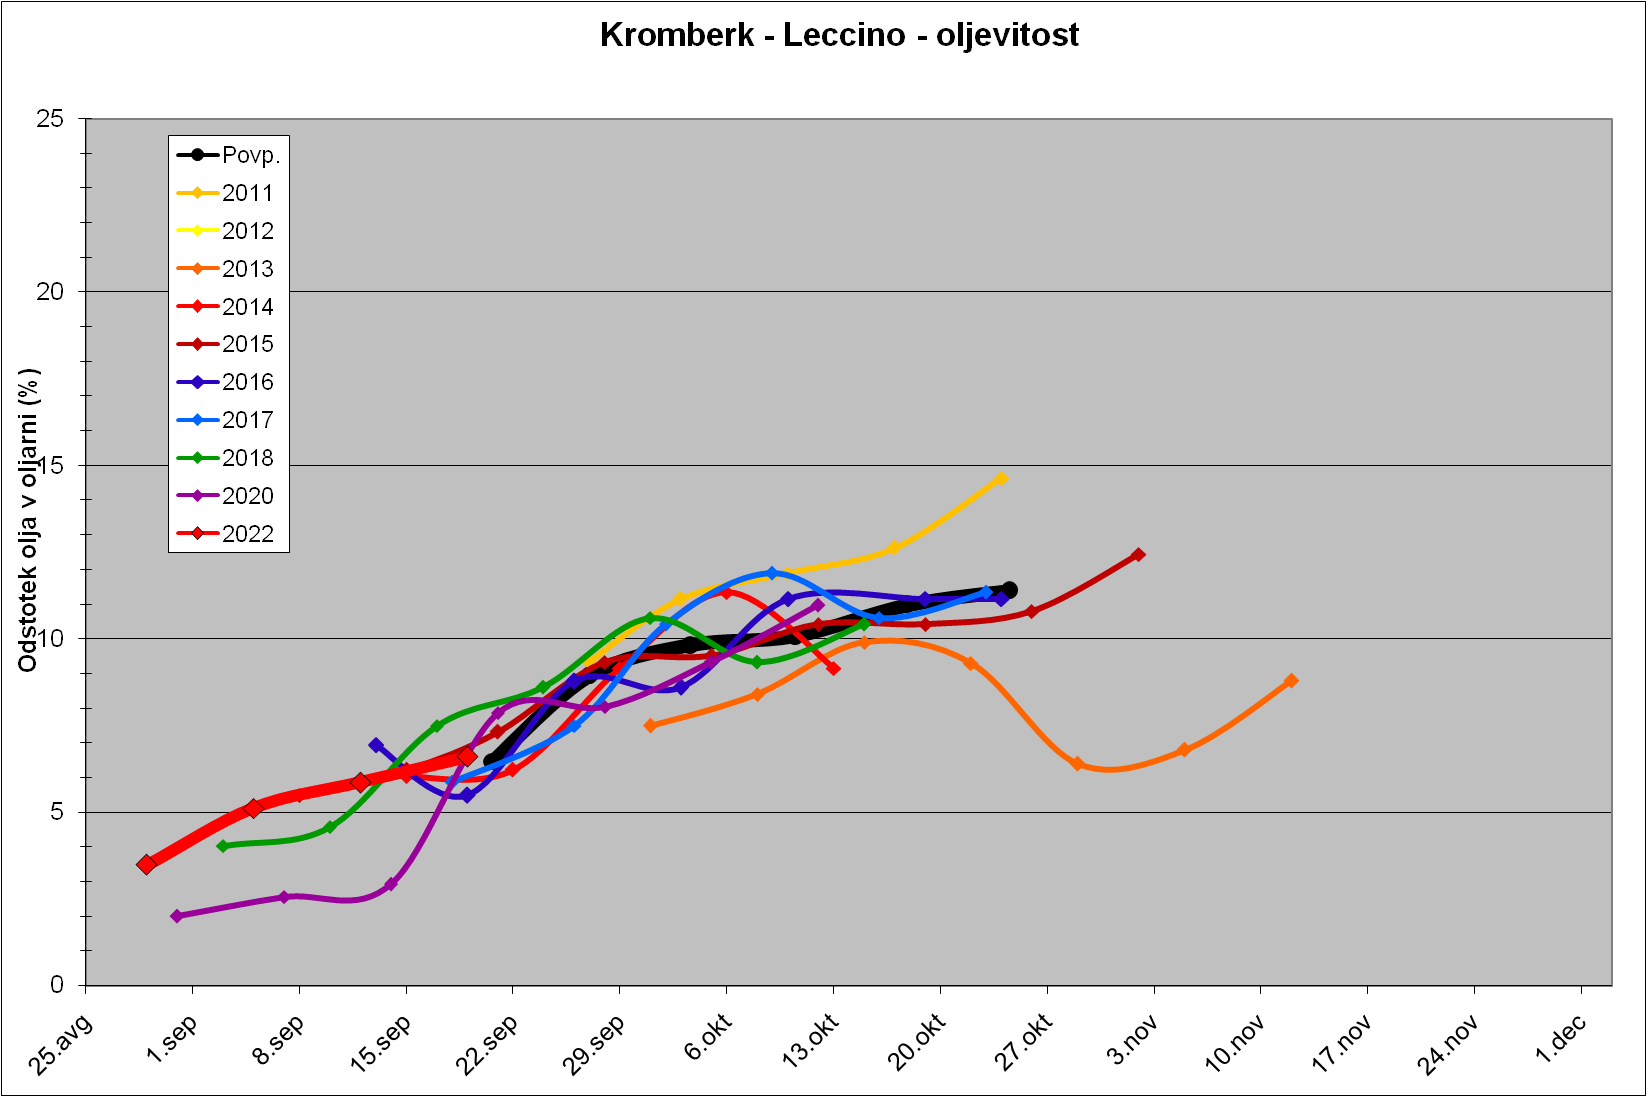 Kromberk - Leccino - oljevitost
Odstotek olja v oljarni (%)
25
20
15
10
5
0
Povp.
2011
2012
2013
2014
2015
2016
2017
2018
2020
2022
25.avg
1.sep
8.sep
15.sep
22.sep
29.sep
6.okt
13.okt
20.okt
27.okt
3.nov
10.nov
17.nov
24.nov
1.dec